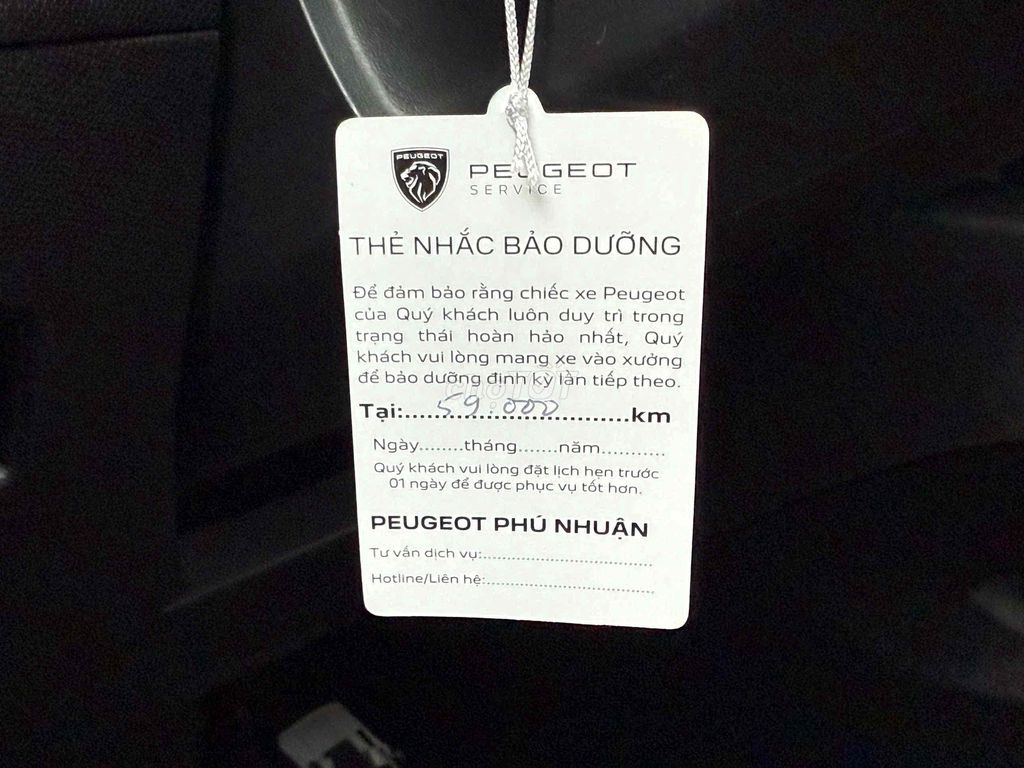 PEUGEOT
PEUGEOT
SERVICE
THẺ NHẮC BẢO DƯỠNG
Để đảm bảo rằng chiếc xe Peugeot
của Quý khách luôn duy trì trong
trạng thái hoàn hảo nhất, Quý
khách vui lòng mang xe vào xưởng
để bảo dưỡng định kỳ lần tiếp theo.
CHỢ TỐT
Tại:......59.000..............km
Ngày........tháng.......năm...........
Quý khách vui lòng đặt lịch hẹn trước
01 ngày để được phục vụ tốt hơn.
PEUGEOT PHÚ NHUẬN
Tư vấn dịch vụ:..............................
Hotline/Liên hệ:..............................